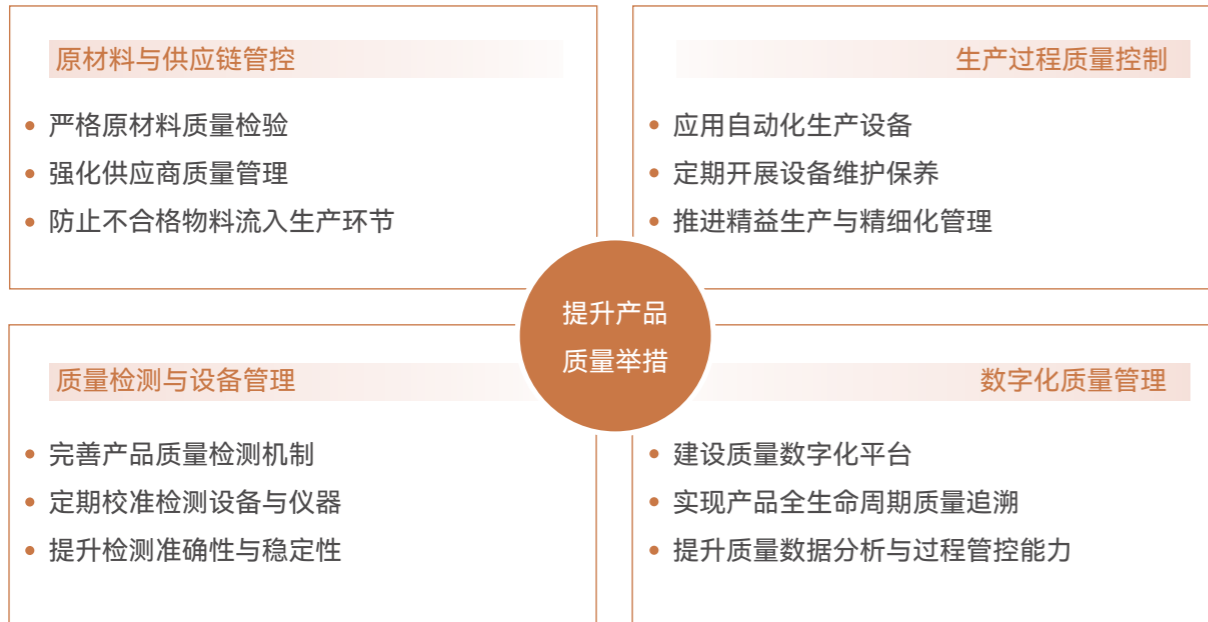 原材料与供应链管控
严格原材料质量检验
强化供应商质量管理
防止不合格物料流入生产环节
生产过程质量控制
应用自动化生产设备
定期开展设备维护保养
推进精益生产与精细化管理
提升产品
质量举措
质量检测与设备管理
完善产品质量检测机制
定期校准检测设备与仪器
提升检测准确性与稳定性
数字化质量管理
建设质量数字化平台
实现产品全生命周期质量追溯
提升质量数据分析与过程管控能力